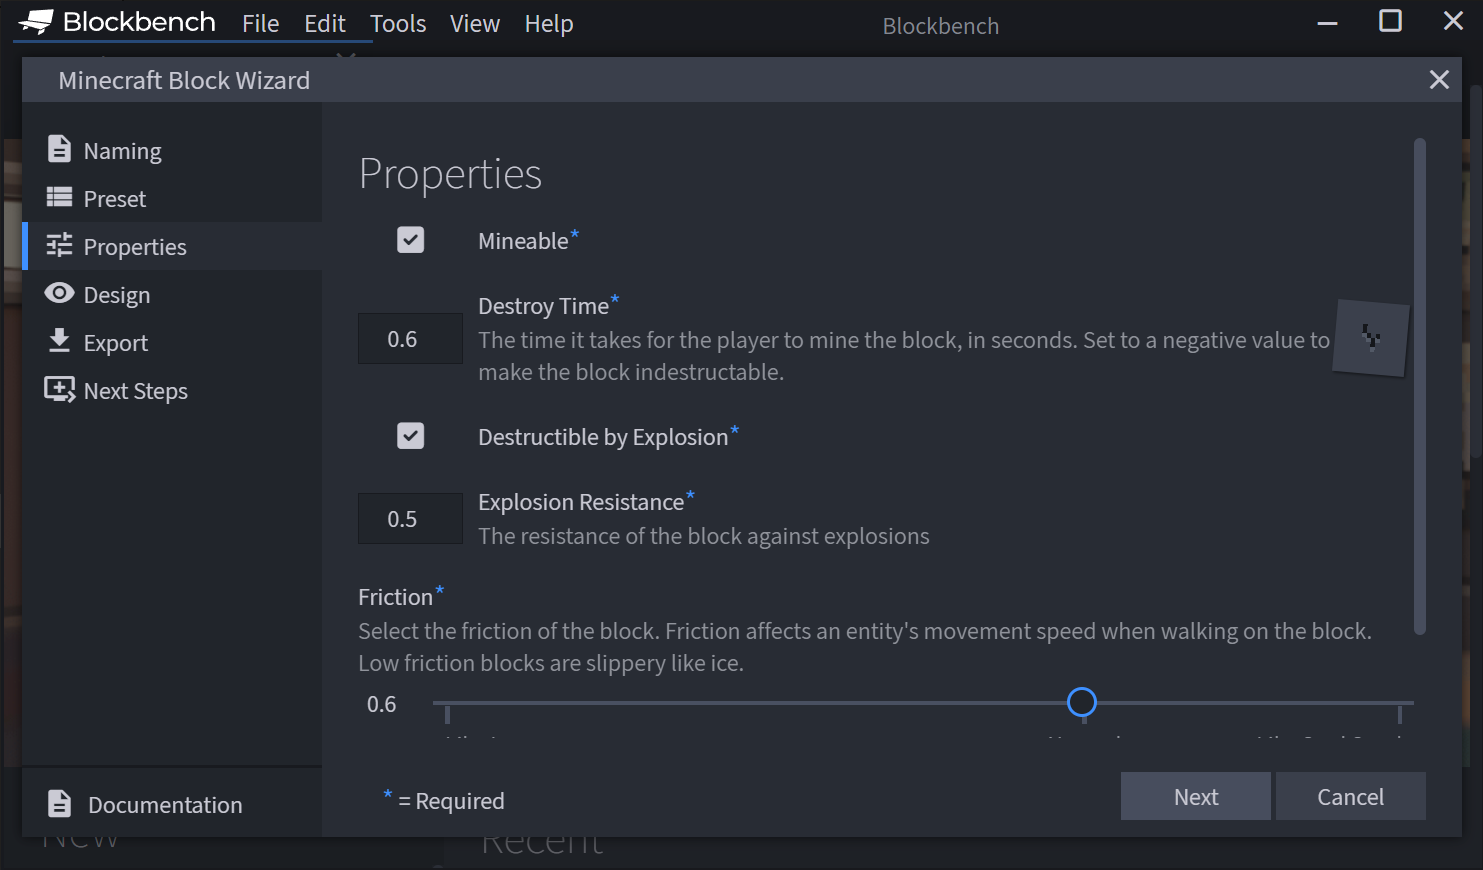 Blockbench File Edit Tools View Help Blockbench
Minecraft Block Wizard
Naming
Preset
Properties
Design
Export
Next Steps
Documentation
Properties
Mineable*
Destroy Time*
0.6
The time it takes for the player to mine the block, in seconds. Set to a negative value to
make the block indestructable.
Destructible by Explosion*
Explosion Resistance*
0.5
The resistance of the block against explosions
Friction*
Select the friction of the block. Friction affects an entity's movement speed when walking on the block.
Low friction blocks are slippery like ice.
0.6
* = Required
Next
Cancel
New
Recent